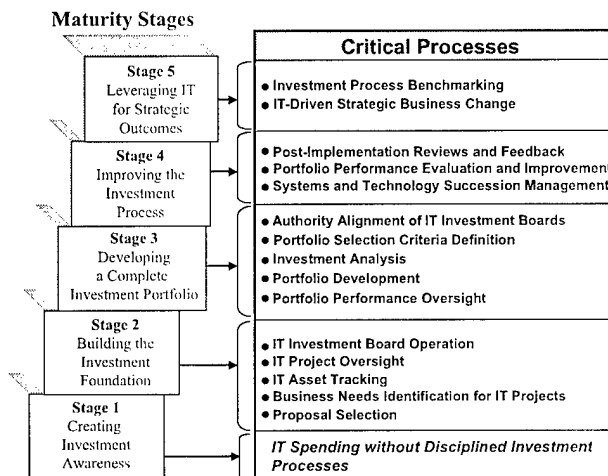 Maturity Stages
Critical Processes
Stage 5
Leveraging IT
for Strategic
Outcomes
● Investment Process Benchmarking
● IT-Driven Strategic Business Change
Stage 4
Improving the
Investment
Process
● Post-Implementation Reviews and Feedback
● Portfolio Performance Evaluation and Improvement
● Systems and Technology Succession Management
Stage 3
Developing
a Complete
Investment Portfolio
● Authority Alignment of IT Investment Boards
● Portfolio Selection Criteria Definition
● Investment Analysis
● Portfolio Development
● Portfolio Performance Oversight
Stage 2
Building the
Investment
Foundation
● IT Investment Board Operation
● IT Project Oversight
● IT Asset Tracking
● Business Needs Identification for IT Projects
● Proposal Selection
Stage 1
Creating
Investment
Awareness
IT Spending without Disciplined Investment
Processes